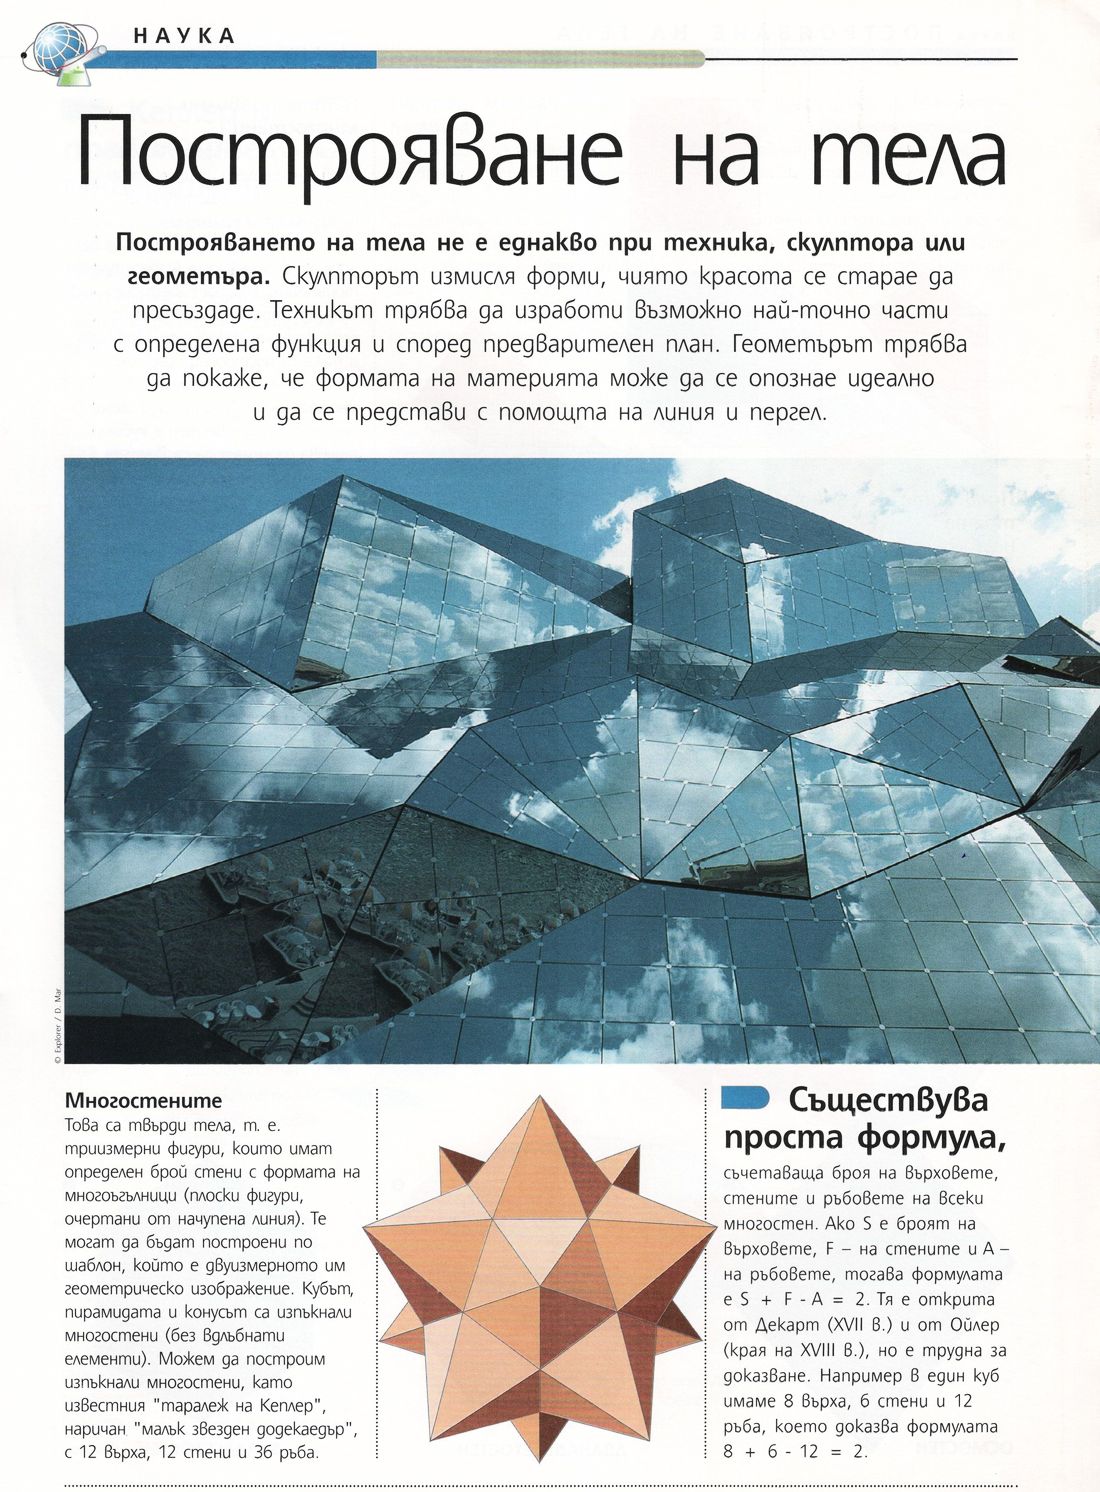 НАУКА
Построяване на тела
Построяването на тела не е еднакво при техника, скулптора или
геометъра. Скулпторът измисля форми, чиято красота се старае да
пресъздаде. Техникът трябва да изработи възможно най-точно части
с определена функция и според предварителен план. Геометърът трябва
да покаже, че формата на материята може да се опознае идеално
и да се представи с помощта на линия и пергел.
© Explorer / D. Mar
Многостените
Това са твърди тела, т. е.
триизмерни фигури, които имат
определен брой стени с формата на
многоъгълници (плоски фигури,
очертани от начупена линия). Те
могат да бъдат построени по
шаблон, който е двуизмерното им
геометрическо изображение. Кубът,
пирамидата и конусът са изпъкнали
многостени (без вдлъбнати
елементи). Можем да построим
изпъкнали многостени, като
известния "таралеж на Кеплер",
наричан "малък звезден додекаедър",
с 12 върха, 12 стени и 36 ръба.
Съществува
проста формула,
съчетаваща броя на върховете,
стените и ръбовете на всеки
многостен. Ако S е броят на
върховете, F – на стените и А –
на ръбовете, тогава формулата
е S + F - A = 2. Тя е открита
от Декарт (XVII в.) и от Ойлер
(края на XVIII в.), но е трудна за
доказване. Например в един куб
имаме 8 върха, 6 стени и 12
ръба, което доказва формулата
8 + 6 - 12 = 2.